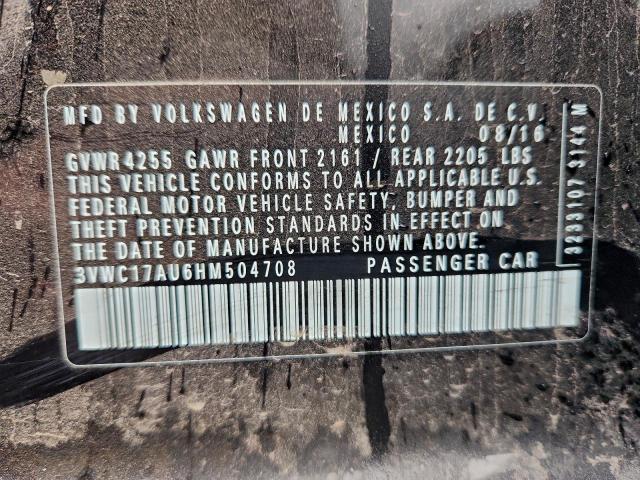 MFD BY VOLKSWAGEN DE MEXICO S.A. DE C.V.
MEXICO 08/16
GVWR 4255 GAWR FRONT 2161 / REAR 2205 LBS
THIS VEHICLE CONFORMS TO ALL APPLICABLE U.S.
FEDERAL MOTOR VEHICLE SAFETY, BUMPER AND
THEFT PREVENTION STANDARDS IN EFFECT ON
THE DATE OF MANUFACTURE SHOWN ABOVE.
3VWC17AU6HM504708 PASSENGER CAR
3233107 3144 M